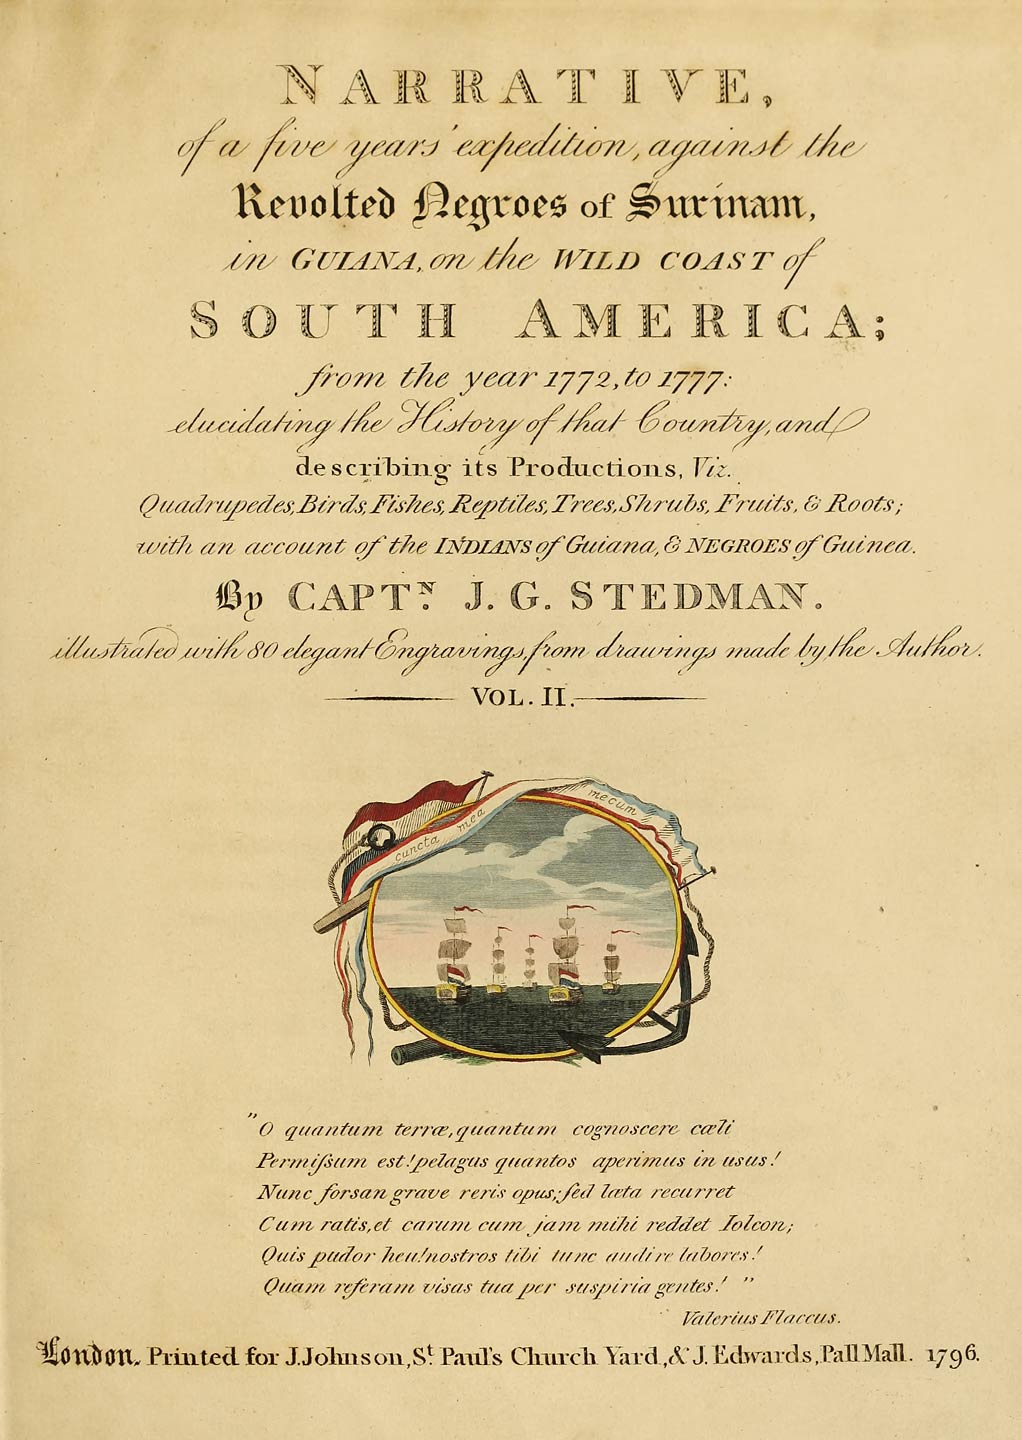 NARRATIVE,
of a five years' expedition, against the
Revolted Negroes of Surinam,
in GUIANA, on the WILD COAST of
SOUTH AMERICA;
from the year 1772, to 1777:
elucidating the History of that Country, and
describing its Productions, Viz.
Quadrupedes, Birds, Fishes, Reptiles, Trees, Shrubs, Fruits, & Roots;
with an account of the INDIANS of Guiana, & NEGROES of Guinea.
By CAPTN. J. G. STEDMAN.
illustrated with 80 elegant Engravings, from drawings made by the Author.
VOL. II.
cuncta mea mecum
"O quantum terræ, quantum cognoscere cœli
Permiſsum est! pelagus quantos aperimus in usus!
Nunc forsan grave reris opus; ſed læta recurret
Cum ratis, et carum cum jam mihi reddet Iolcon;
Quis pudor heu! nostros tibi tunc audire labores!
Quam referam visas tua per suspiria gentes! "
Valerius Flaccus.
London. Printed for J. Johnson, St. Paul's Church Yard, & J. Edwards, Pall Mall. 1796.